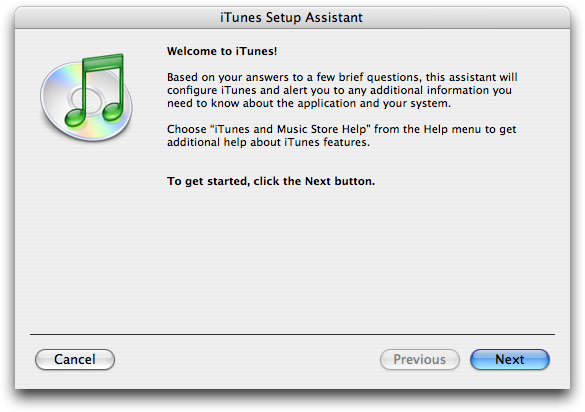 iTunes Setup Assistant
Welcome to iTunes!
Based on your answers to a few brief questions, this assistant will
configure iTunes and alert you to any additional information you
need to know about the application and your system.
Choose “iTunes and Music Store Help” from the Help menu to get
additional help about iTunes features.
To get started, click the Next button.
Cancel
Previous
Next